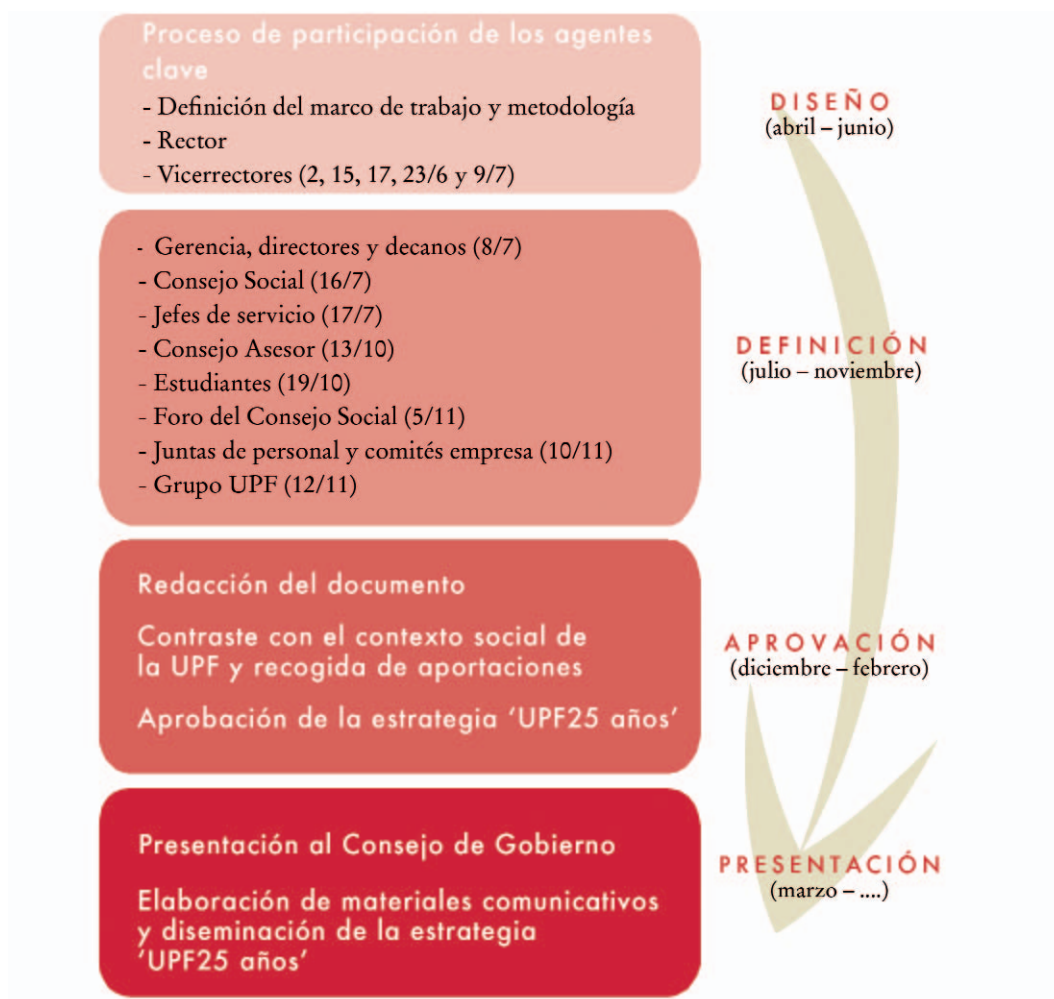 Proceso de participación de los agentes
clave
- Definición del marco de trabajo y metodología
- Rector
- Vicerrectores (2, 15, 17, 23/6 y 9/7)
DISEÑO
(abril – junio)
- Gerencia, directores y decanos (8/7)
- Consejo Social (16/7)
- Jefes de servicio (17/7)
- Consejo Asesor (13/10)
- Estudiantes (19/10)
- Foro del Consejo Social (5/11)
- Juntas de personal y comités empresa (10/11)
- Grupo UPF (12/11)
DEFINICIÓN
(julio – noviembre)
Redacción del documento
Contraste con el contexto social de
la UPF y recogida de aportaciones
Aprobación de la estrategia ‘UPF25 años’
APROVACIÓN
(diciembre – febrero)
Presentación al Consejo de Gobierno
Elaboración de materiales comunicativos
y diseminación de la estrategia
‘UPF25 años’
PRESENTACIÓN
(marzo – ....)